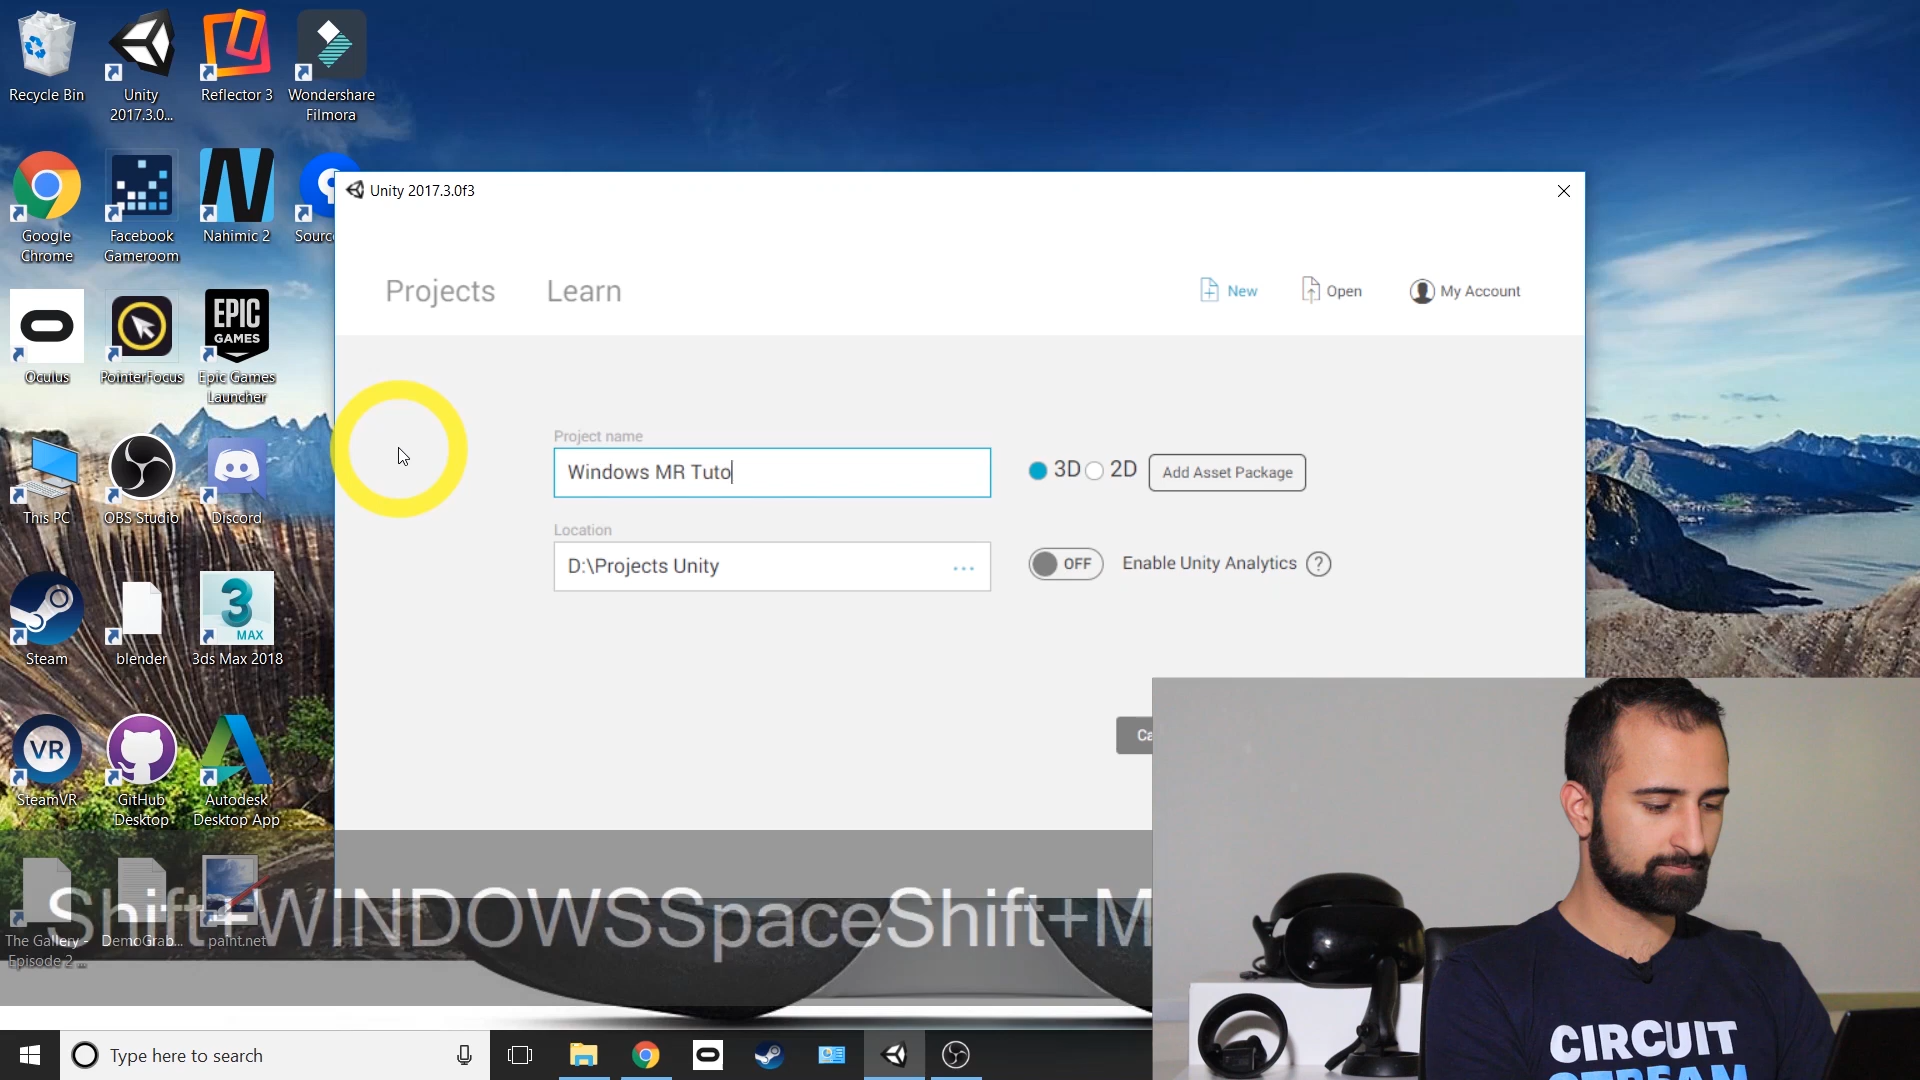 Recycle Bin
Unity
2017.3.0...
Reflector 3
Wondershare
Filmora
Google
Chrome
Facebook
Gameroom
Nahimic 2
Sourc
Oculus
PointerFocus
EPIC
GAMES
Epic Games
Launcher
This PC
OBS Studio
Discord
Steam
blender
3
MAX
3ds Max 2018
VR
SteamVR
GitHub
Desktop
Autodesk
Desktop App
The Gallery -
Episode 2 ...
DemoGrab...
paint.net
Unity 2017.3.0f3
Projects
Learn
New
Open
My Account
Project name
Windows MR Tuto
3D
2D
Add Asset Package
Location
D:\Projects Unity
...
OFF
Enable Unity Analytics ?
Ca
Shift+WINDOWSSpaceShift+M
CIRCUIT
STREAM
Type here to search